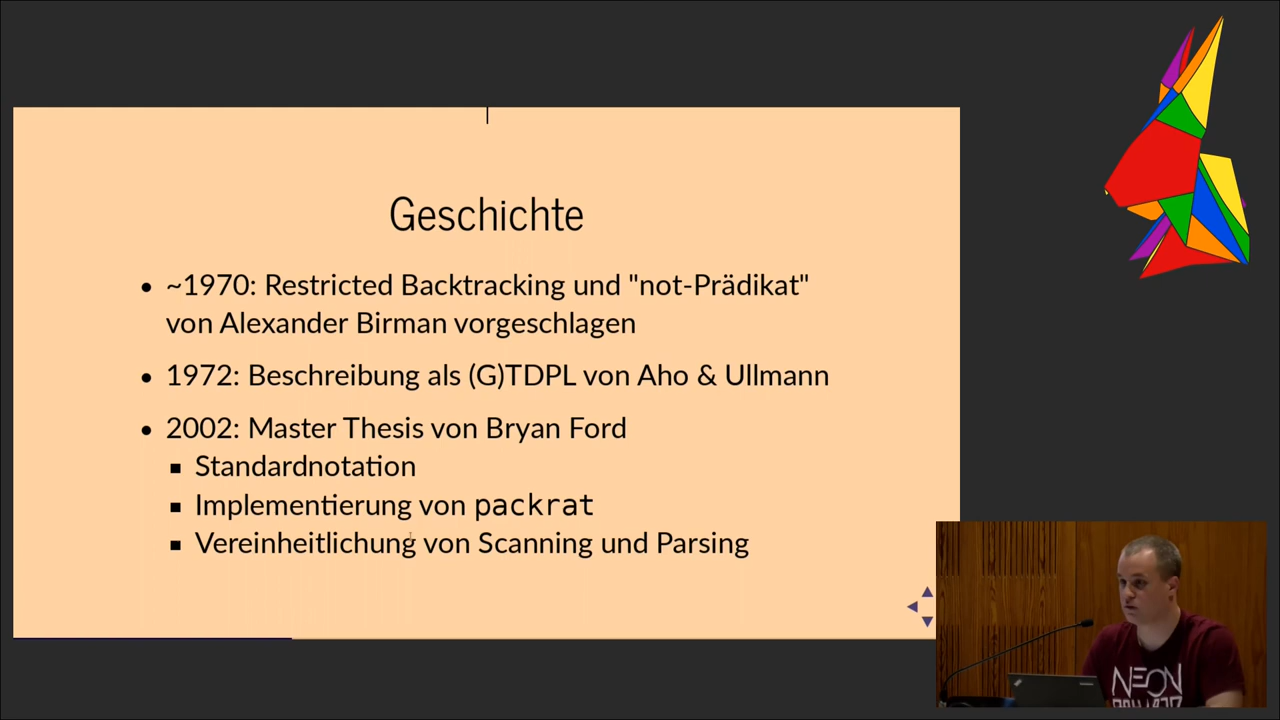 Geschichte
• ~1970: Restricted Backtracking und "not-Prädikat"
von Alexander Birman vorgeschlagen
• 1972: Beschreibung als (G)TDPL von Aho & Ullmann
• 2002: Master Thesis von Bryan Ford
▪ Standardnotation
▪ Implementierung von packrat
▪ Vereinheitlichung von Scanning und Parsing
NEON